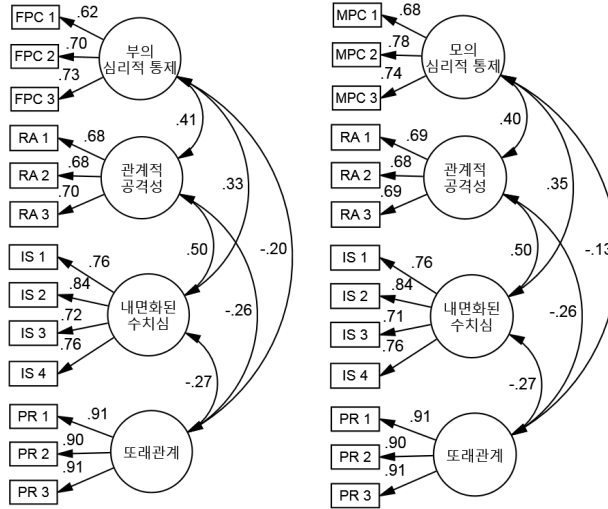 FPC 1
.62
FPC 2
.70
FPC 3
.73
부의
심리적 통제
.41
RA 1
.68
RA 2
.68
RA 3
.70
관계적
공격성
.33
.50
-.20
IS 1
.76
IS 2
.84
IS 3
.72
IS 4
.76
내면화된
수치심
-.26
-.27
PR 1
.91
PR 2
.90
PR 3
.91
또래관계
MPC 1
.68
MPC 2
.78
MPC 3
.74
모의
심리적 통제
.40
RA 1
.69
RA 2
.68
RA 3
.69
관계적
공격성
.35
.50
-.13
IS 1
.76
IS 2
.84
IS 3
.71
IS 4
.76
내면화된
수치심
-.26
-.27
PR 1
.91
PR 2
.90
PR 3
.91
또래관계